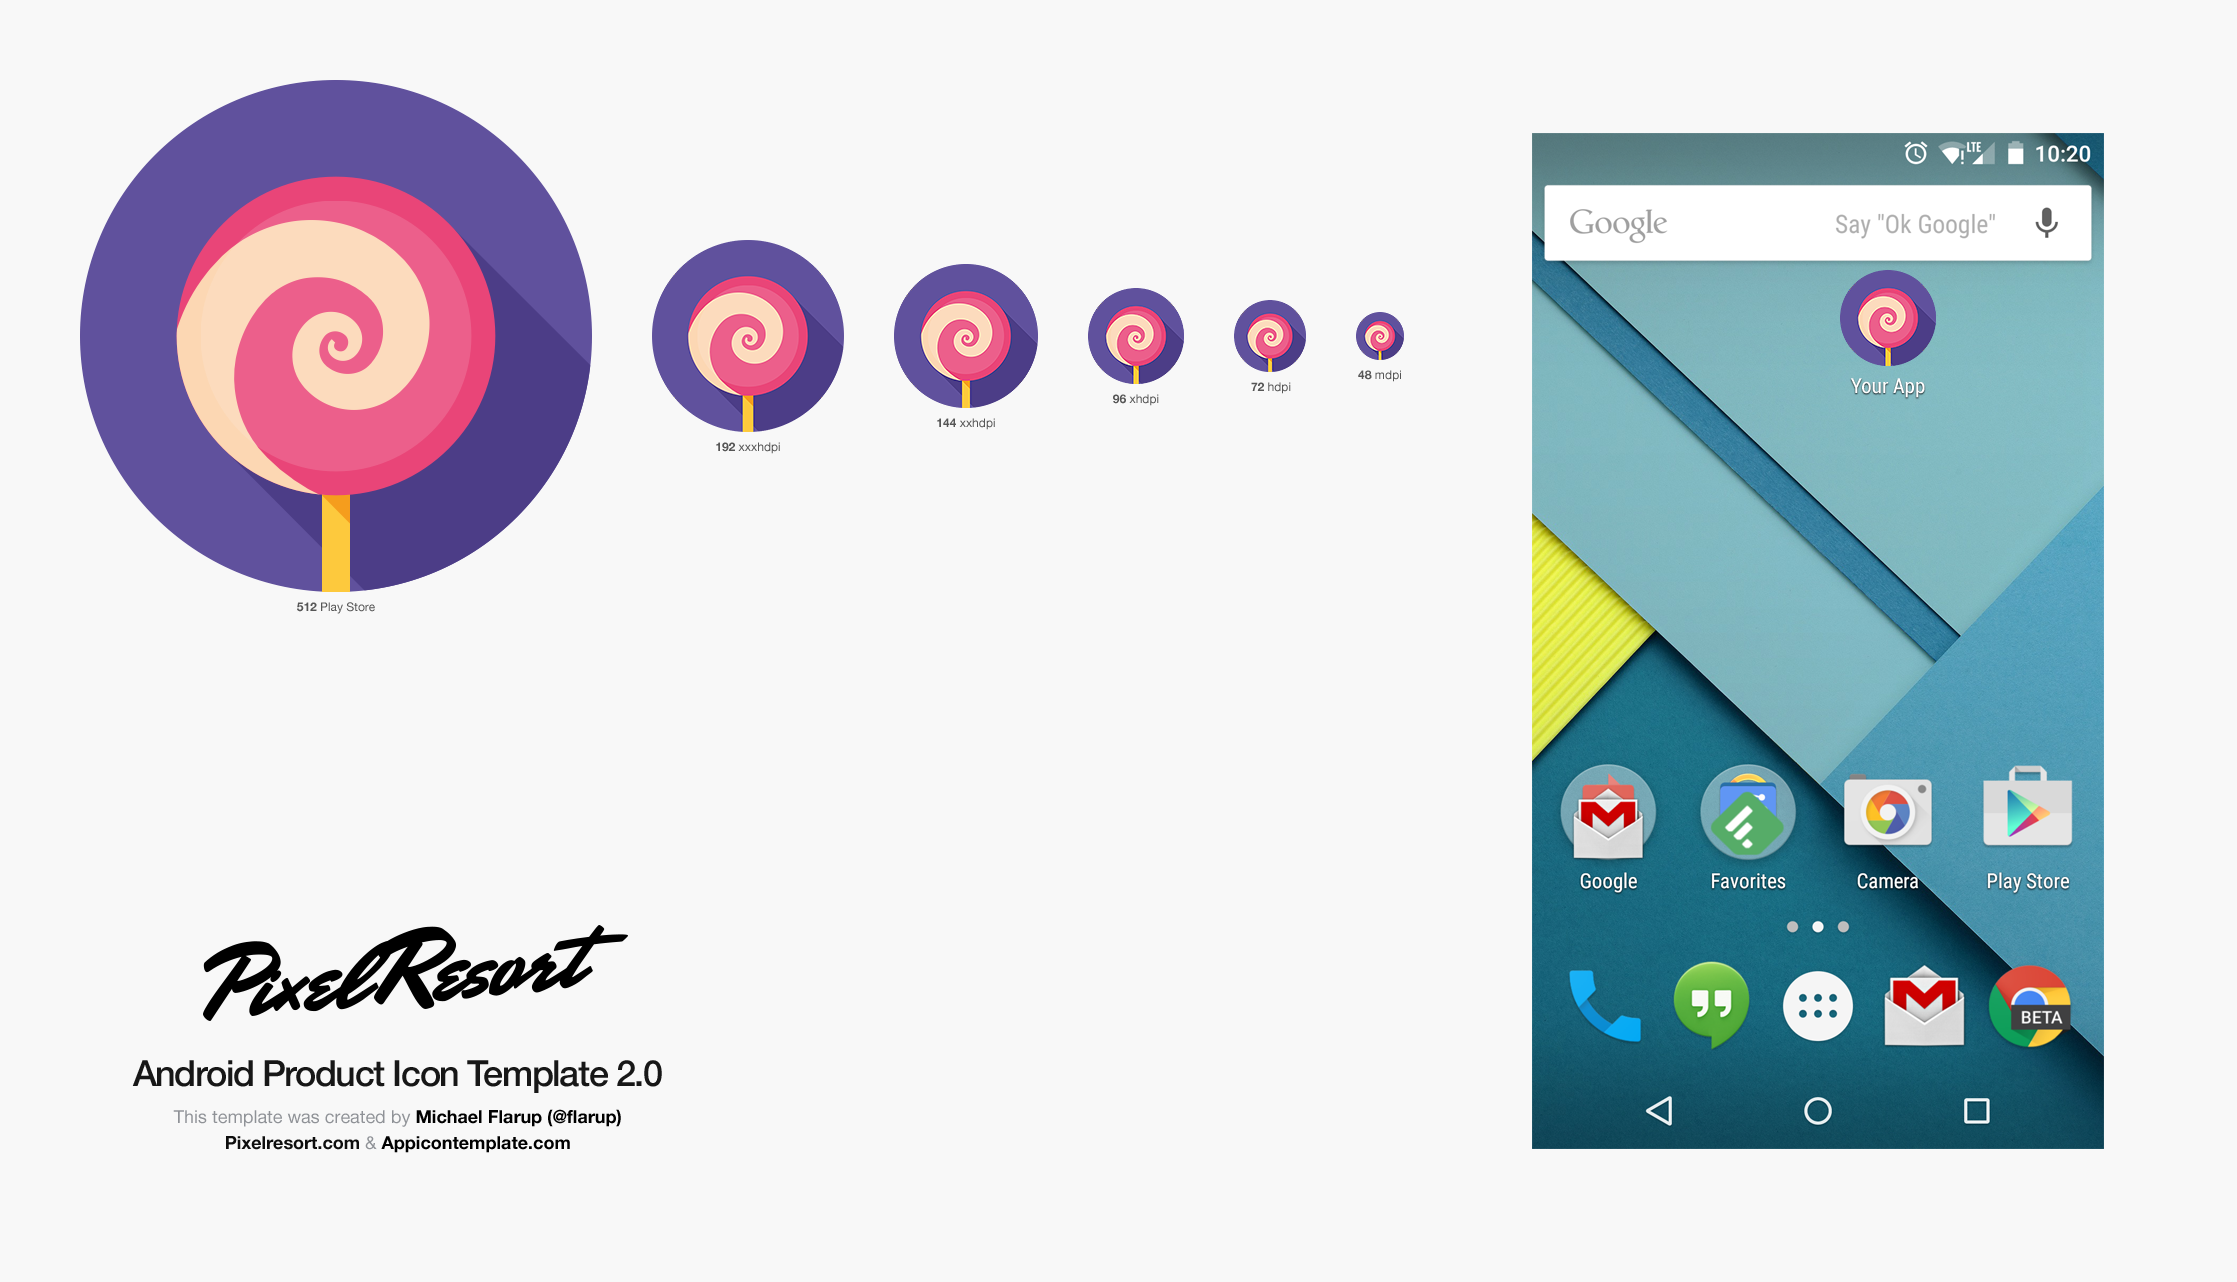 512 Play Store
192 xxxhdpi
144 xxhdpi
96 xhdpi
72 hdpi
48 mdpi
PixelResort
Android Product Icon Template 2.0
This template was created by Michael Flarup (@flarup)
Pixelresort.com & Appicontemplate.com
LTE 10:20
Google Say "Ok Google"
Your App
Google Favorites Camera Play Store
BETA